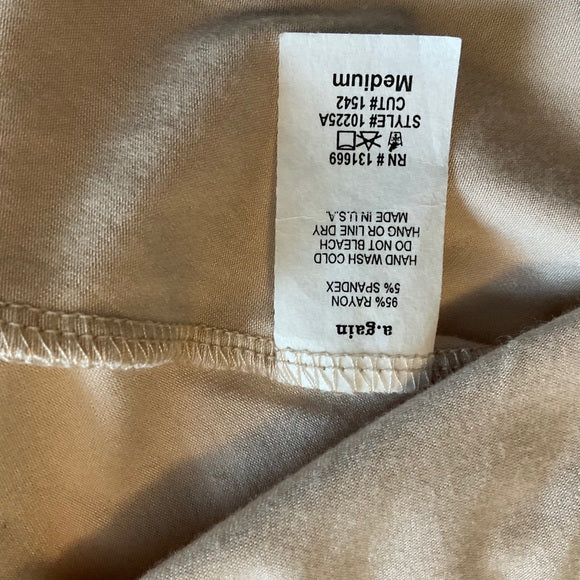 a.gain
95% RAYON
5% SPANDEX
HAND WASH COLD
DO NOT BLEACH
HANG OR LINE DRY
MADE IN U.S.A.
RN # 131669
STYLE# 10225A
CUT# 1542
Medium